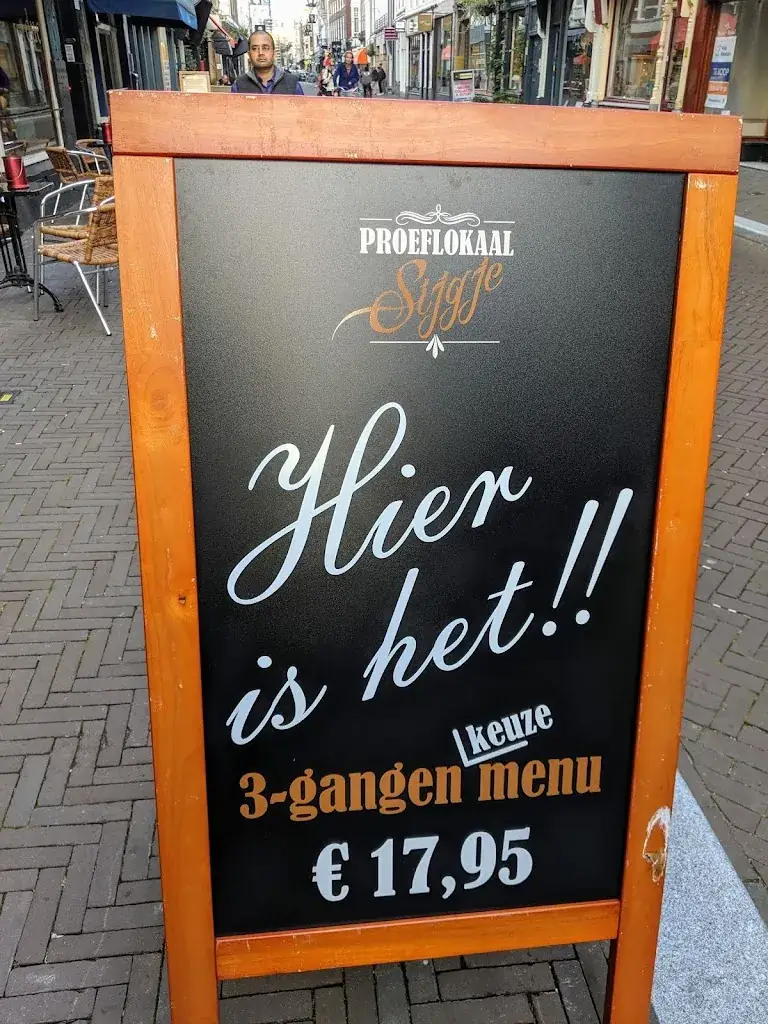 PROEFLOKAAL
Sijgje
Hier
is het!!
keuze
3-gangen menu
€ 17,95